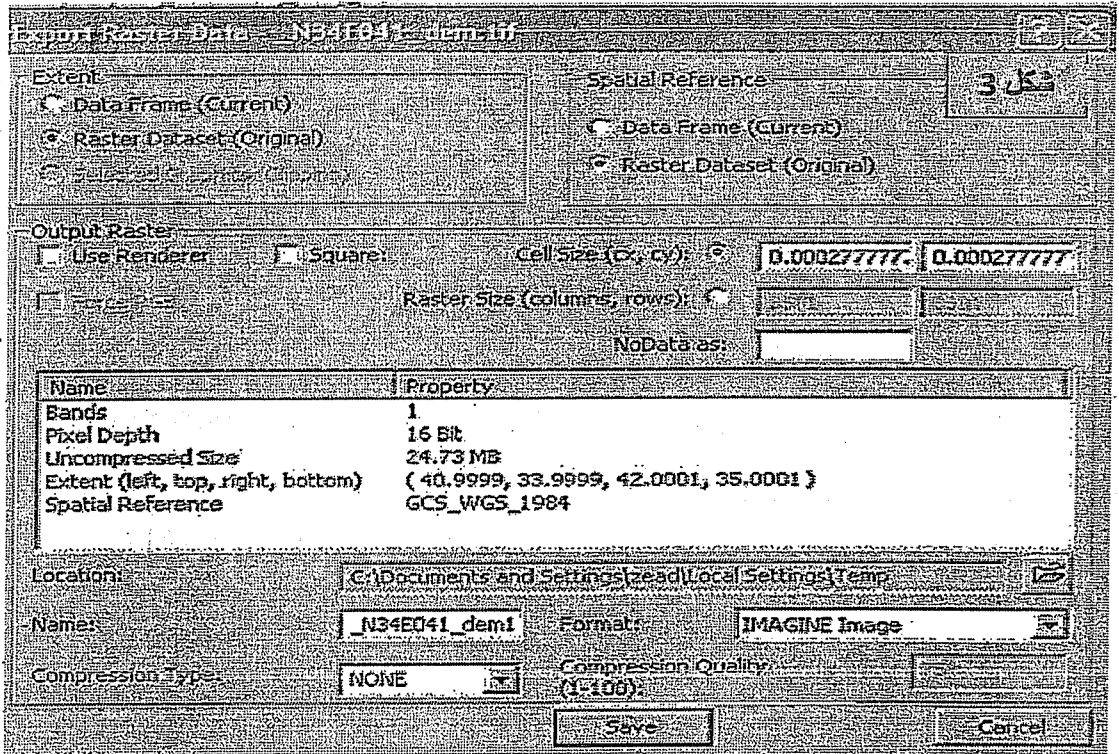 Export Raster Data - _N34E041_dem.tif
شكل 3
Extent
Data Frame (Current)
Raster Dataset (Original)
Spatial Reference
Data Frame (Current)
Raster Dataset (Original)
Output Raster
Use Renderer
Square:
Cell Size (cx, cy):
0.000277777
0.000277777
Raster Size (columns, rows):
NoData as:
Name Property
Bands 1
Pixel Depth 16 Bit
Uncompressed Size 24.73 MB
Extent (left, top, right, bottom) ( 40.9999, 33.9999, 42.0001, 35.0001 )
Spatial Reference GCS_WGS_1984
Location: C:\Documents and Settings\zead\Local Settings\Temp
Name: _N34E041_dem1 Format: IMAGINE Image
Compression Type: NONE Compression Quality
(1-100):
Save Cancel